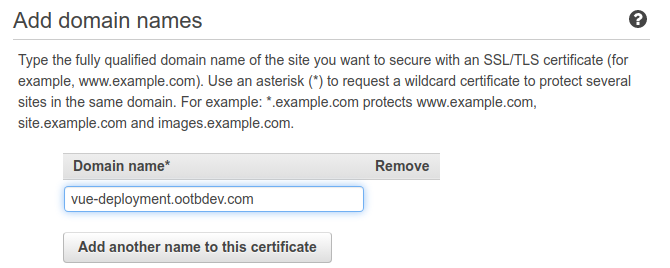 Add domain names
?
Type the fully qualified domain name of the site you want to secure with an SSL/TLS certificate (for
example, www.example.com). Use an asterisk (*) to request a wildcard certificate to protect several
sites in the same domain. For example: *.example.com protects www.example.com,
site.example.com and images.example.com.
Domain name* Remove
vue-deployment.ootbdev.com
Add another name to this certificate